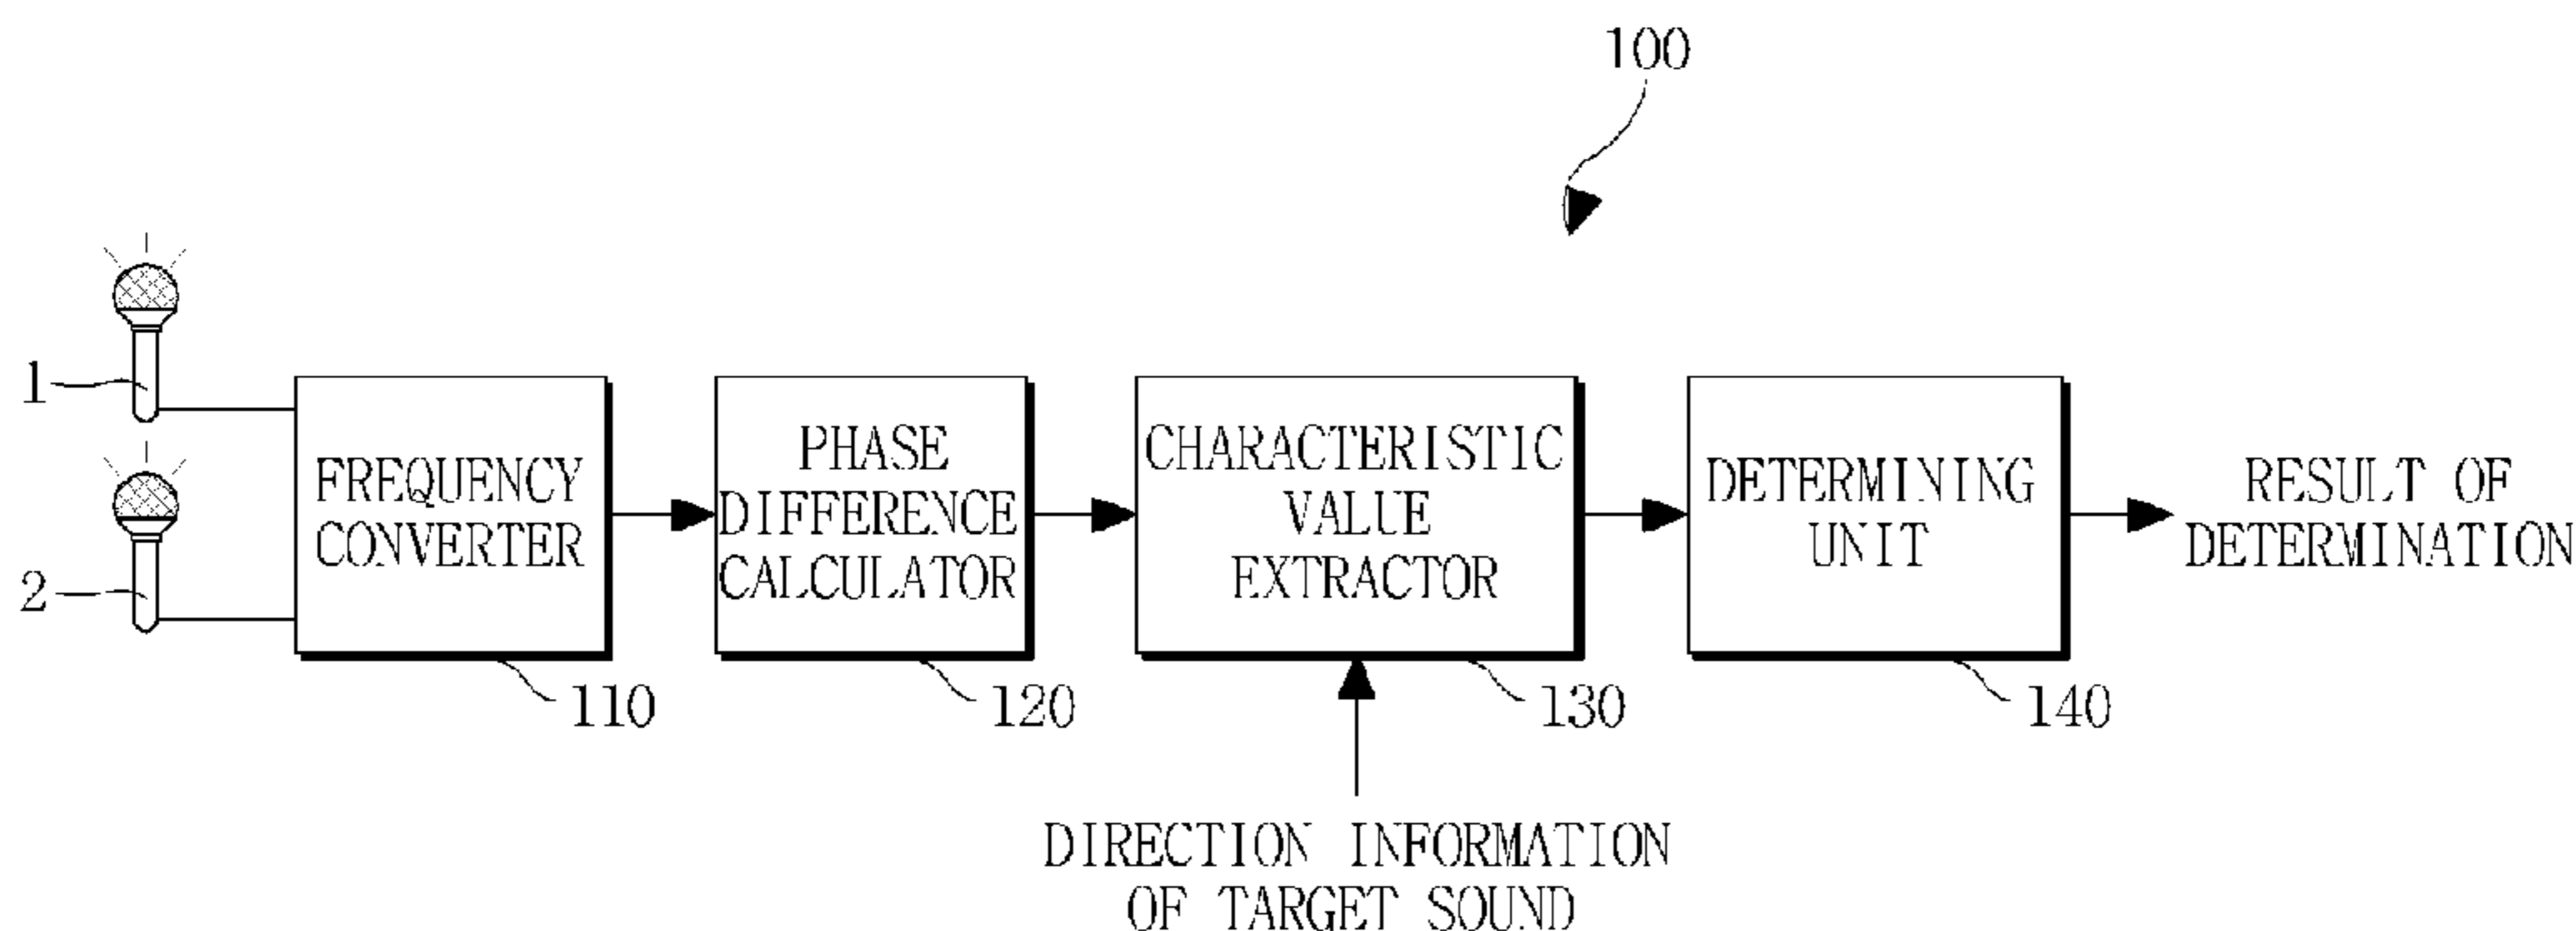 100
1
2
FREQUENCY
CONVERTER
110
PHASE
DIFFERENCE
CALCULATOR
120
CHARACTERISTIC
VALUE
EXTRACTOR
130
DETERMINING
UNIT
140
RESULT OF
DETERMINATION
DIRECTION INFORMATION
OF TARGET SOUND